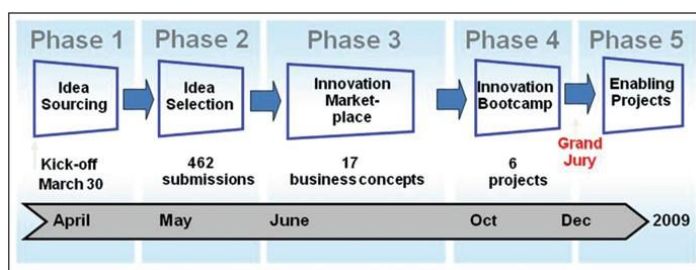 Phase 1
Phase 2
Phase 3
Phase 4
Phase 5
Idea
Sourcing
Idea
Selection
Innovation
Market-
place
Innovation
Bootcamp
Enabling
Projects
Grand
Jury
Kick-off
March 30
462
submissions
17
business concepts
6
projects
April
May
June
Oct
Dec
2009